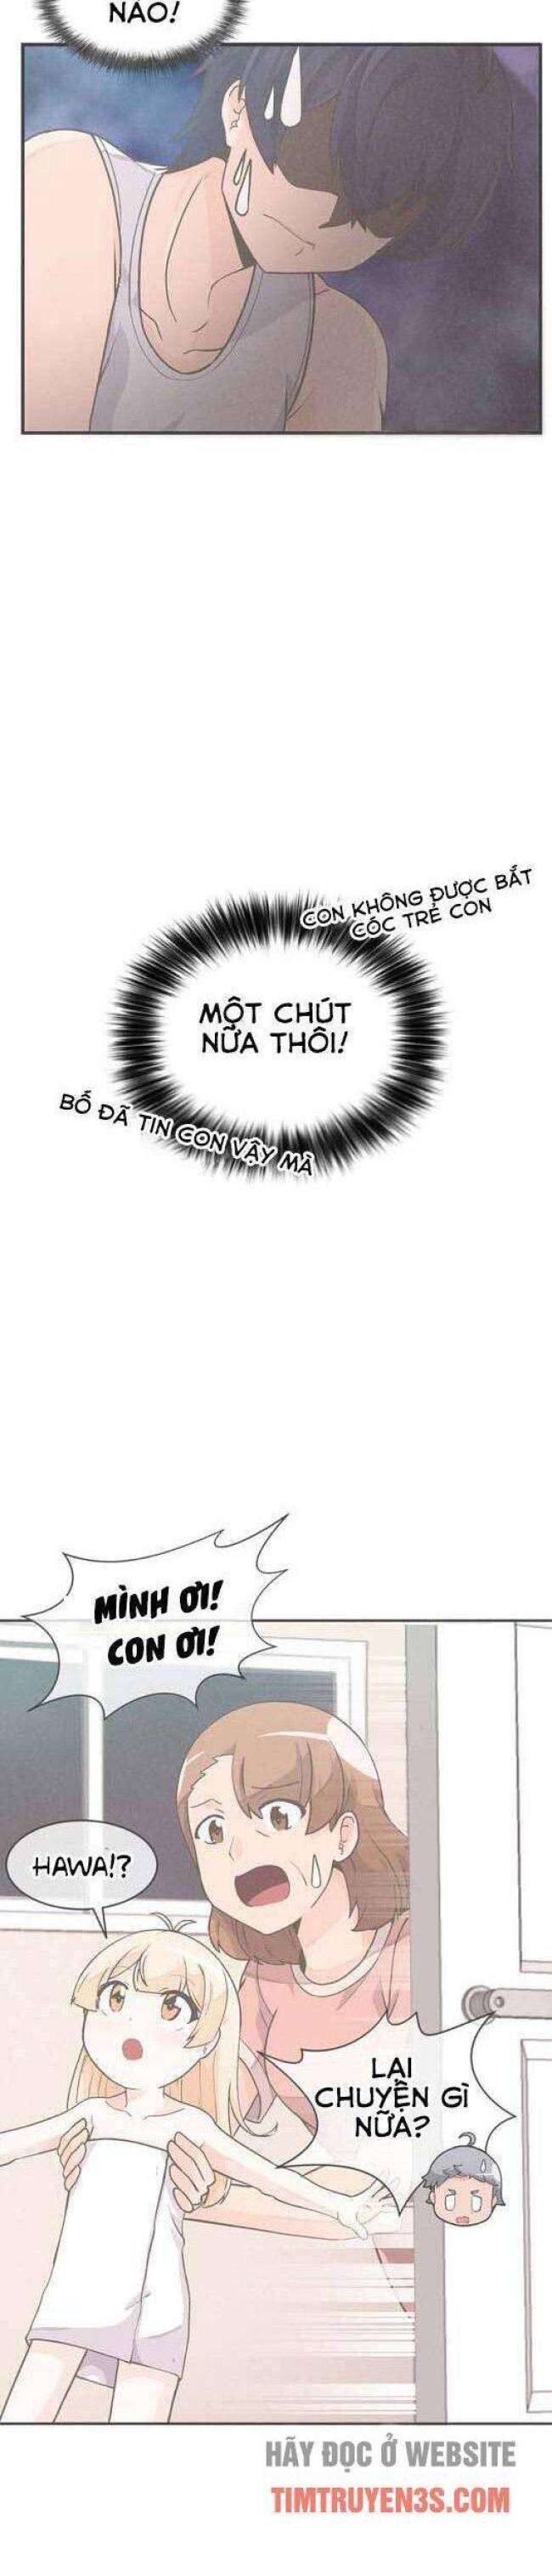 NÀO!
CON KHÔNG ĐƯỢC BẮT
CÓC TRẺ CON
MỘT CHÚT
NỮA THÔI!
BỐ ĐÃ TIN CON VẬY MÀ
MÌNH ƠI!
CON ƠI!
HAWA!?
LẠI
CHUYỆN GÌ
NỮA?
HÃY ĐỌC Ở WEBSITE
TIMTRUYEN3S.COM